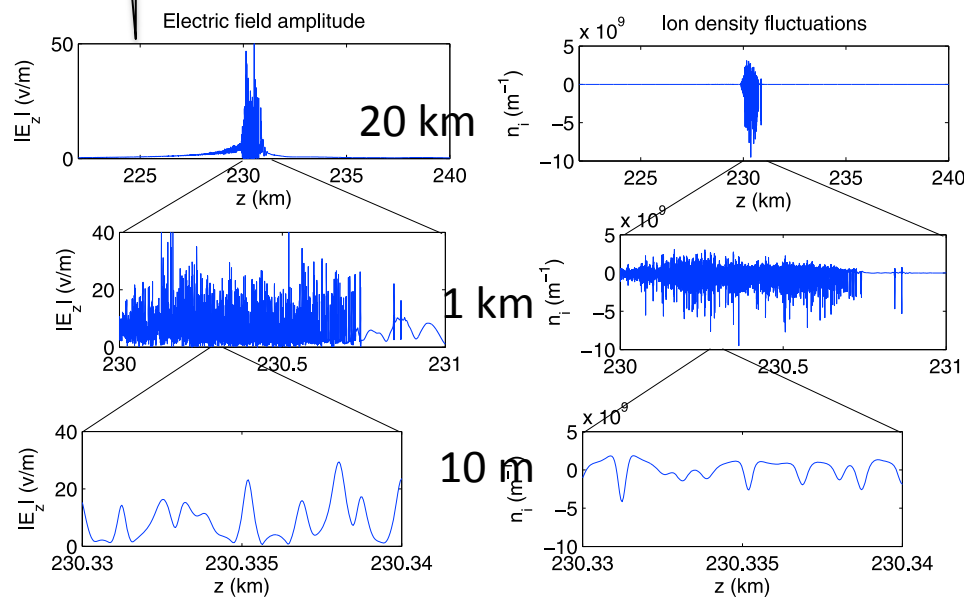 Electric field amplitude
50
|E_z| (v/m)
0
225 230 235 240
z (km)
20 km
Ion density fluctuations
x 10^9
5
0
−5
−10
n_i (m^−1)
225 230 235 240
z (km)
40
20
0
|E_z| (v/m)
230 230.5 231
1 km
x 10^9
5
0
−5
−10
n_i (m^−1)
230 230.5 231
40
20
0
|E_z| (v/m)
230.33 230.335 230.34
z (km)
10 m
x 10^9
5
0
−5
−10
n_i (m^−1)
230.33 230.335 230.34
z (km)